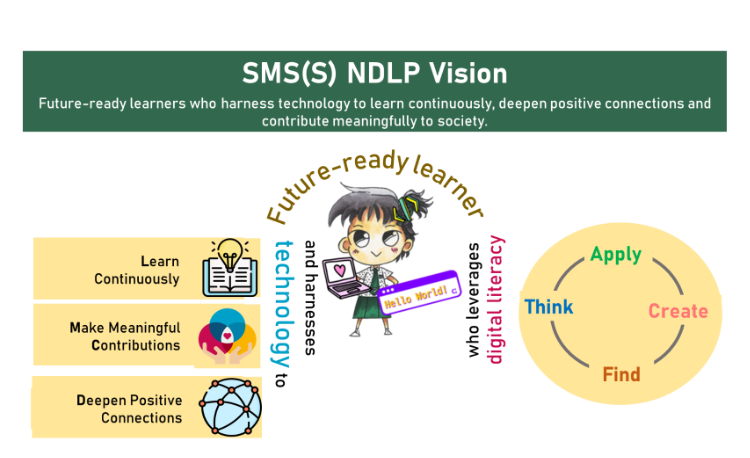 SMS(S) NDLP Vision
Future-ready learners who harness technology to learn continuously, deepen positive connections and
contribute meaningfully to society.
Future-ready learner
who leverages
digital literacy
Apply
Think
Create
Find
and harnesses
technology to
Learn
Continuously
Make Meaningful
Contributions
Deepen Positive
Connections
Hello World!